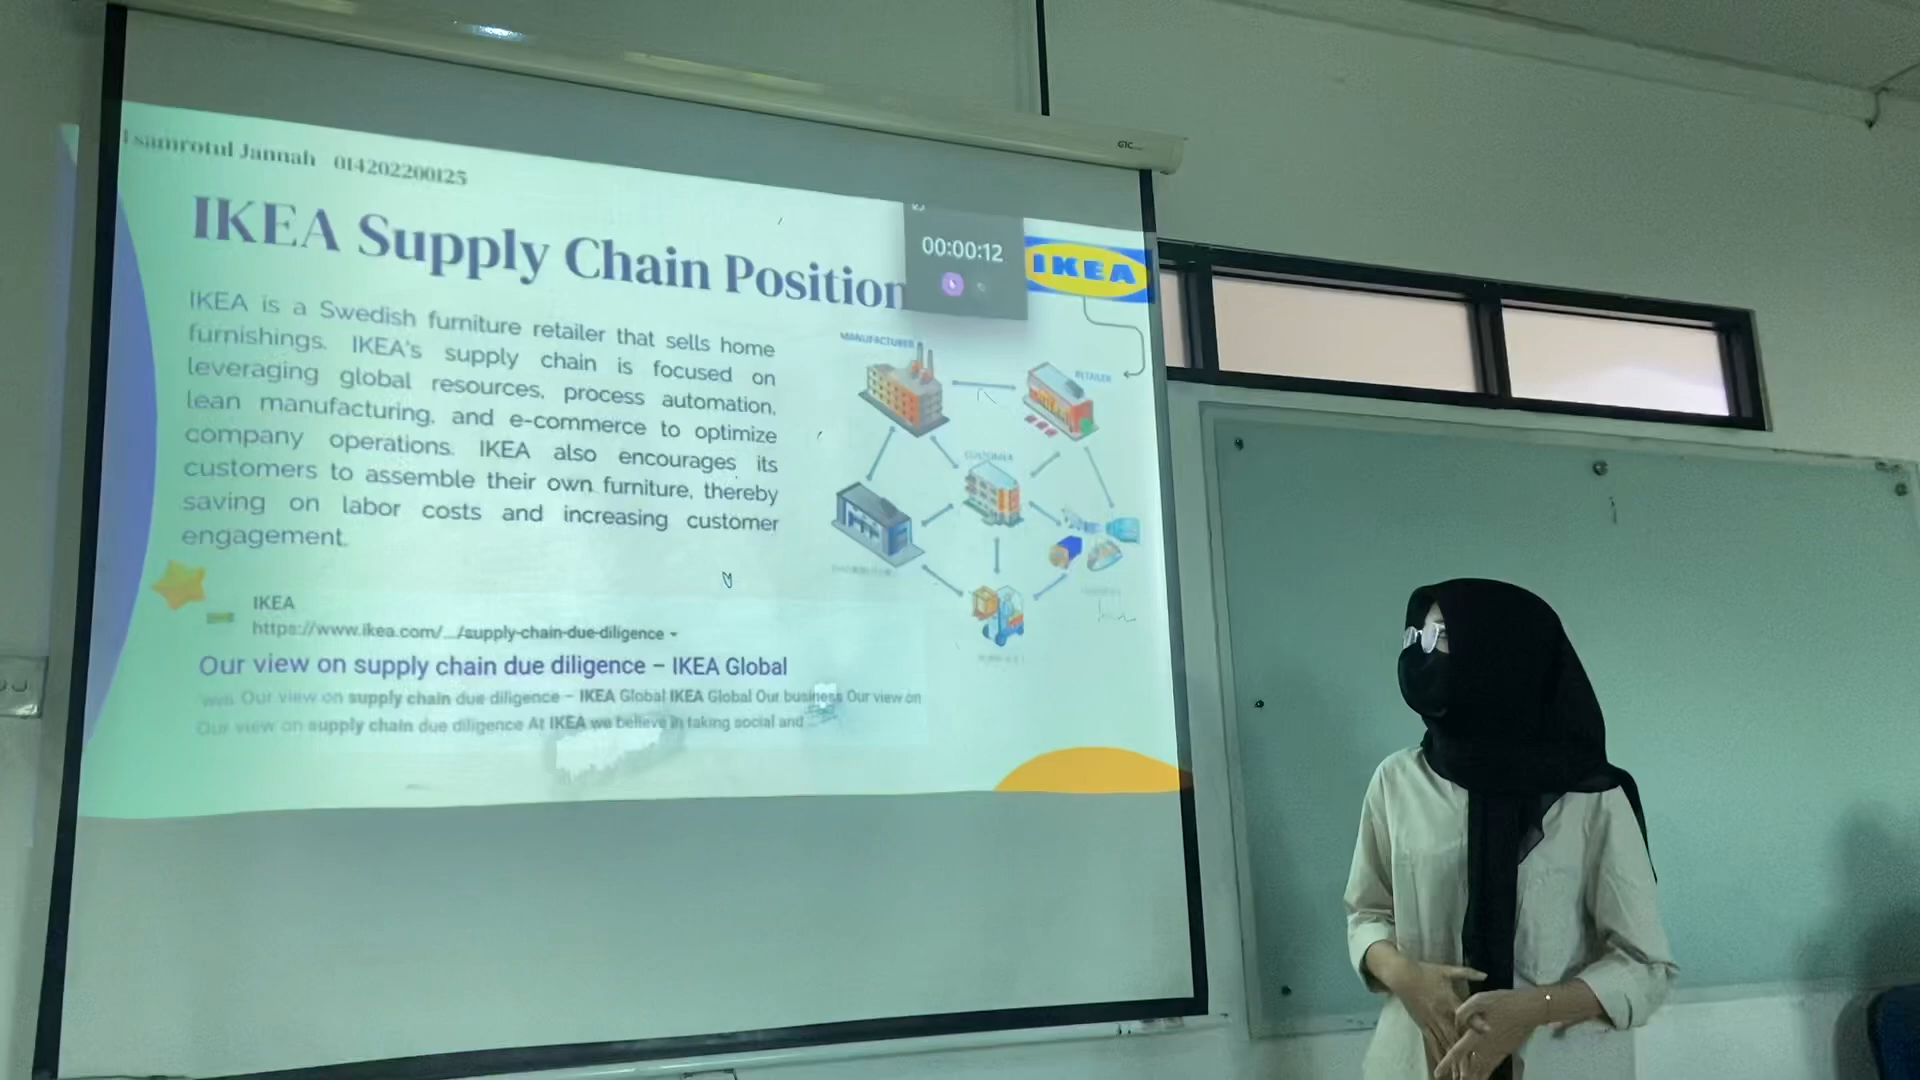 samrotul Jannah 014202200125
IKEA Supply Chain Position
00:00:12
IKEA
IKEA is a Swedish furniture retailer that sells home
furnishings. IKEA's supply chain is focused on
leveraging global resources, process automation,
lean manufacturing, and e-commerce to optimize
company operations. IKEA also encourages its
customers to assemble their own furniture, thereby
saving on labor costs and increasing customer
engagement.
MANUFACTURER
RETAILER
CUSTOMER
IKEA
https://www.ikea.com/.../supply-chain-due-diligence
Our view on supply chain due diligence – IKEA Global
Web Our view on supply chain due diligence – IKEA Global IKEA Global Our business Our view on
Our view on supply chain due diligence At IKEA we believe in taking social and